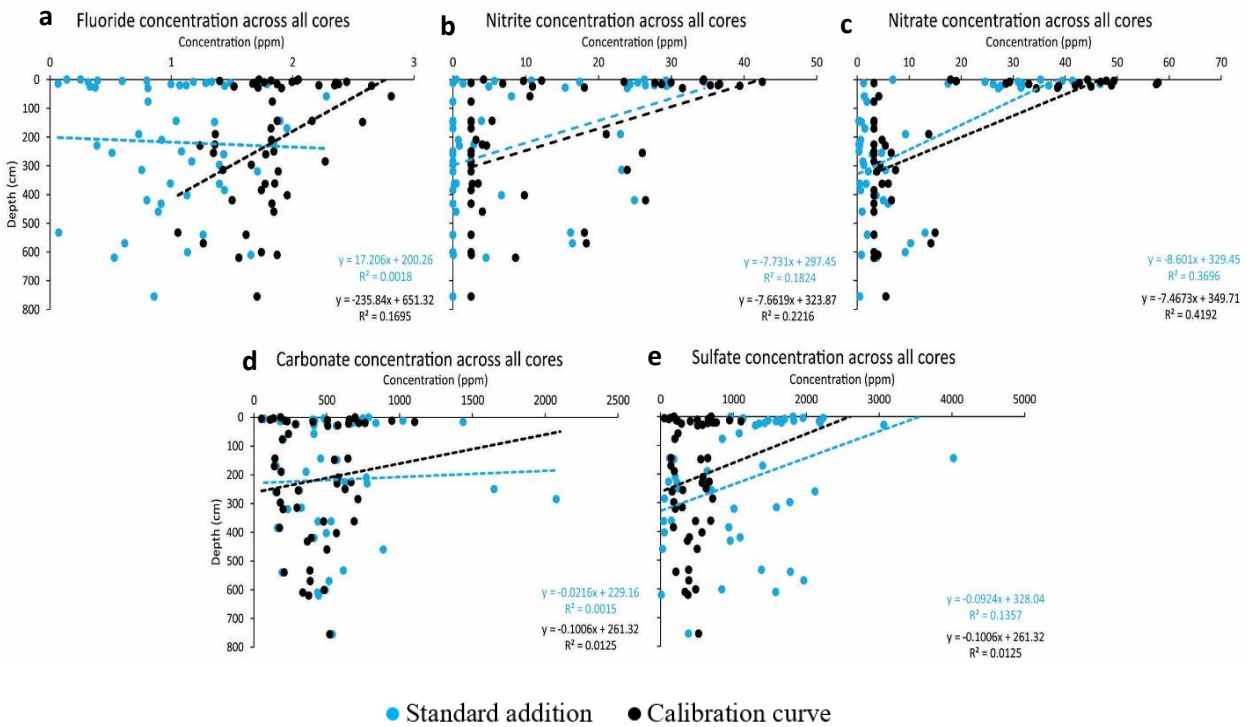 a
Fluoride concentration across all cores
Concentration (ppm)
0 1 2 3
0
100
200
300
400
500
600
700
800
Depth (cm)
y = 17.206x + 200.26
R² = 0.0018
y = -235.84x + 651.32
R² = 0.1695
b
Nitrite concentration across all cores
Concentration (ppm)
0 10 20 30 40 50
y = -7.731x + 297.45
R² = 0.1824
y = -7.6619x + 323.87
R² = 0.2216
c
Nitrate concentration across all cores
Concentration (ppm)
0 10 20 30 40 50 60 70
y = -8.601x + 329.45
R² = 0.3696
y = -7.4673x + 349.71
R² = 0.4192
d
Carbonate concentration across all cores
Concentration (ppm)
0 500 1000 1500 2000 2500
0
100
200
300
400
500
600
700
800
Depth (cm)
y = -0.0216x + 229.16
R² = 0.0015
y = -0.1006x + 261.32
R² = 0.0125
e
Sulfate concentration across all cores
Concentration (ppm)
0 1000 2000 3000 4000 5000
y = -0.0924x + 328.04
R² = 0.1357
y = -0.1006x + 261.32
R² = 0.0125
Standard addition Calibration curve